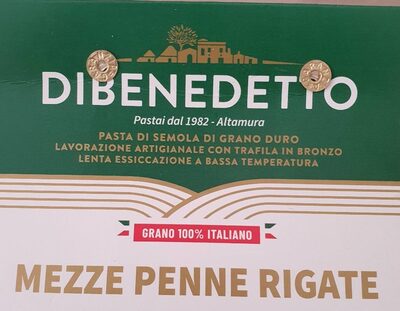 DIBENEDETTO
Pastai dal 1982 - Altamura
PASTA DI SEMOLA DI GRANO DURO
LAVORAZIONE ARTIGIANALE CON TRAFILA IN BRONZO
LENTA ESSICCAZIONE A BASSA TEMPERATURA
GRANO 100% ITALIANO
MEZZE PENNE RIGATE